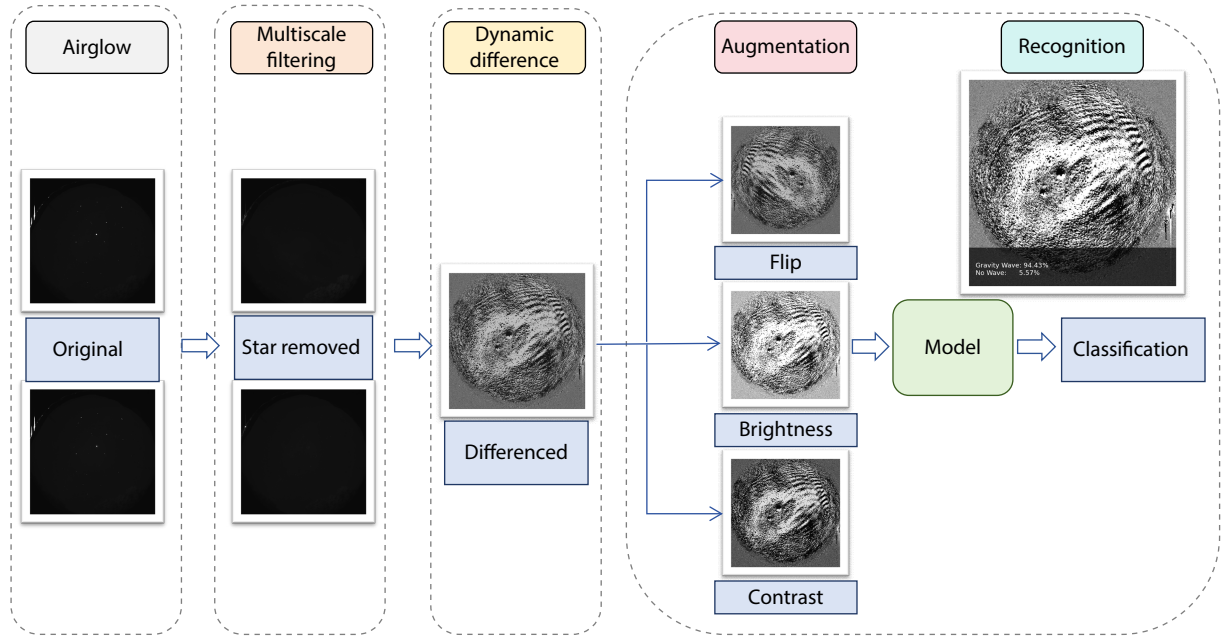 Airglow
Multiscale
filtering
Dynamic
difference
Augmentation
Recognition
Original
Star removed
Differenced
Flip
Brightness
Contrast
Gravity Wave: 94.43%
No Wave: 5.57%
Model
Classification